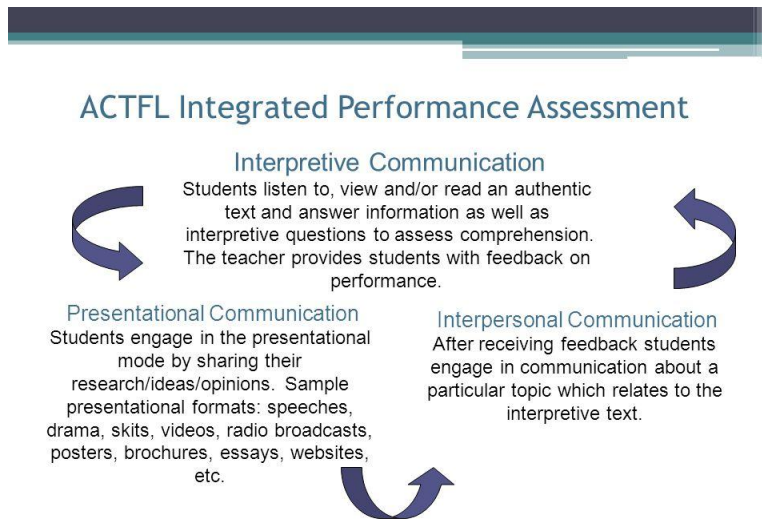 ACTFL Integrated Performance Assessment
Interpretive Communication
Students listen to, view and/or read an authentic
text and answer information as well as
interpretive questions to assess comprehension.
The teacher provides students with feedback on
performance.
Presentational Communication
Students engage in the presentational
mode by sharing their
research/ideas/opinions. Sample
presentational formats: speeches,
drama, skits, videos, radio broadcasts,
posters, brochures, essays, websites,
etc.
Interpersonal Communication
After receiving feedback students
engage in communication about a
particular topic which relates to the
interpretive text.